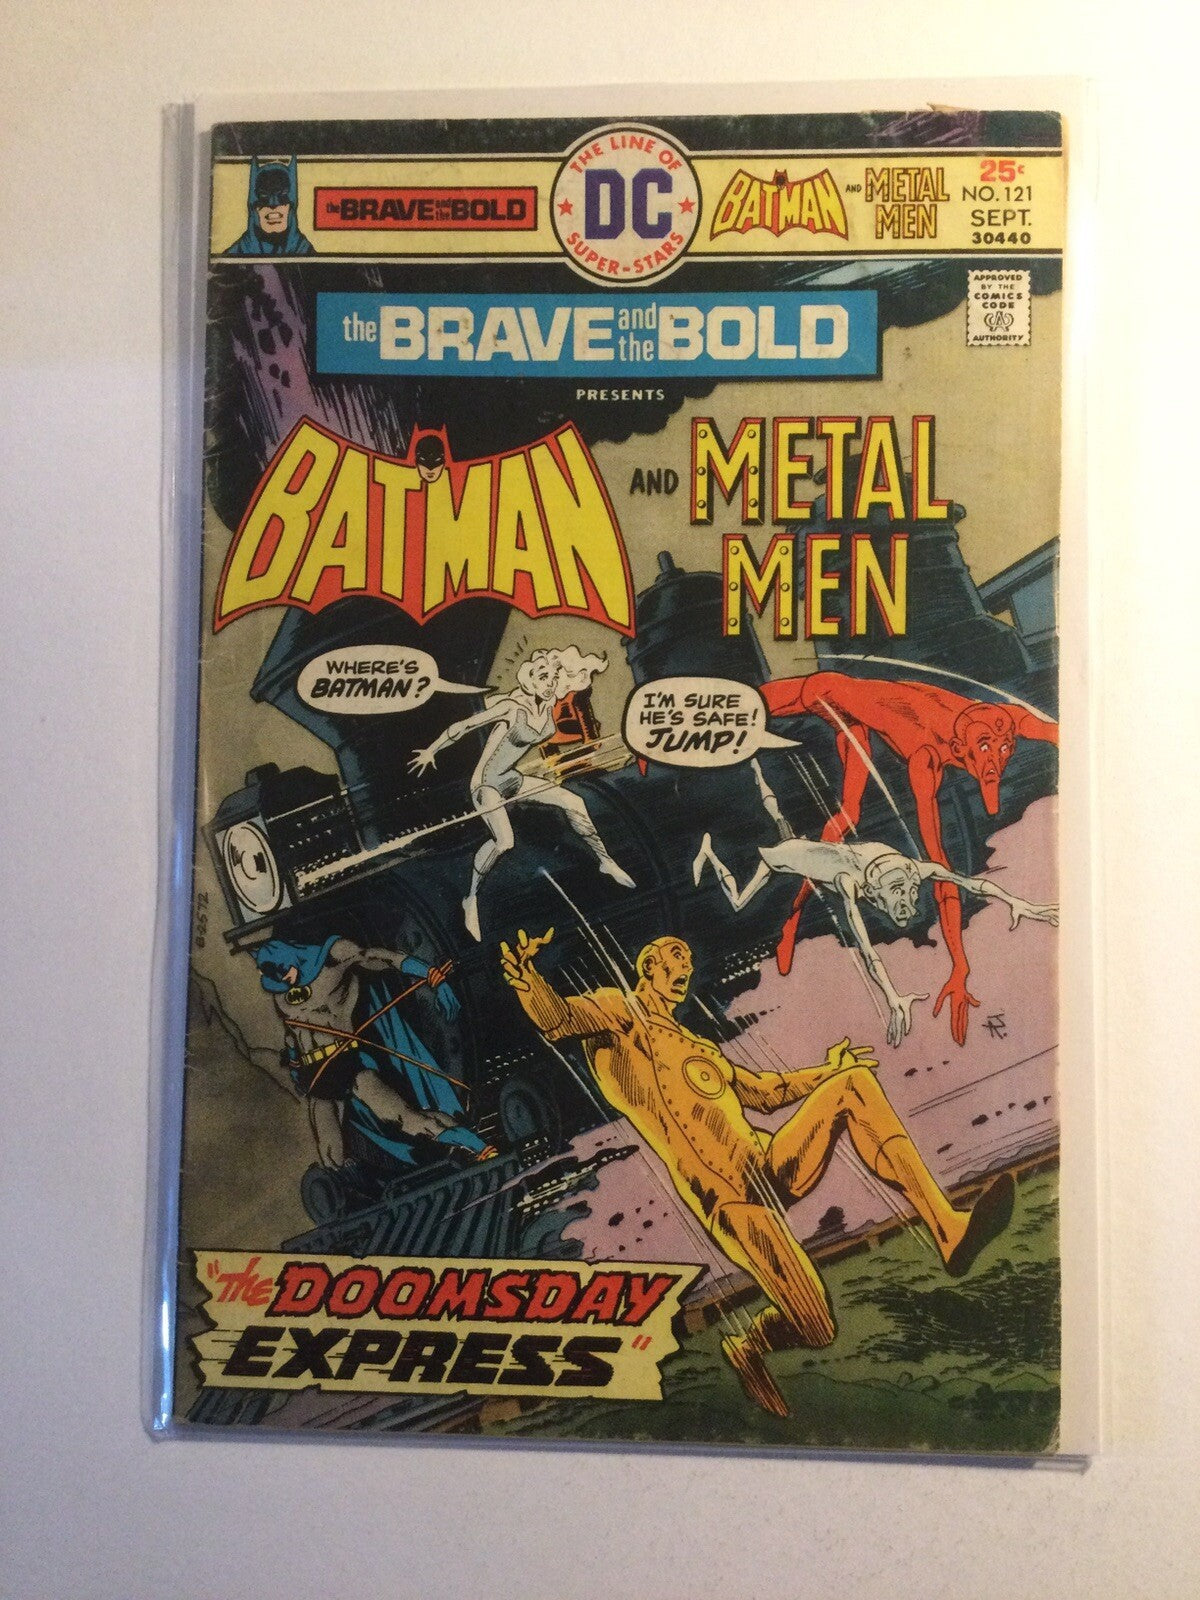 THE LINE OF
DC
SUPER-STARS
the BRAVE and the BOLD
BATMAN AND METAL MEN
25¢
NO. 121
SEPT.
30440
APPROVED
BY THE
COMICS
CODE
CA
AUTHORITY
the BRAVE and the BOLD
PRESENTS
BATMAN AND METAL MEN
WHERE'S
BATMAN?
I'M SURE
HE'S SAFE!
JUMP!
"The DOOMSDAY
EXPRESS"